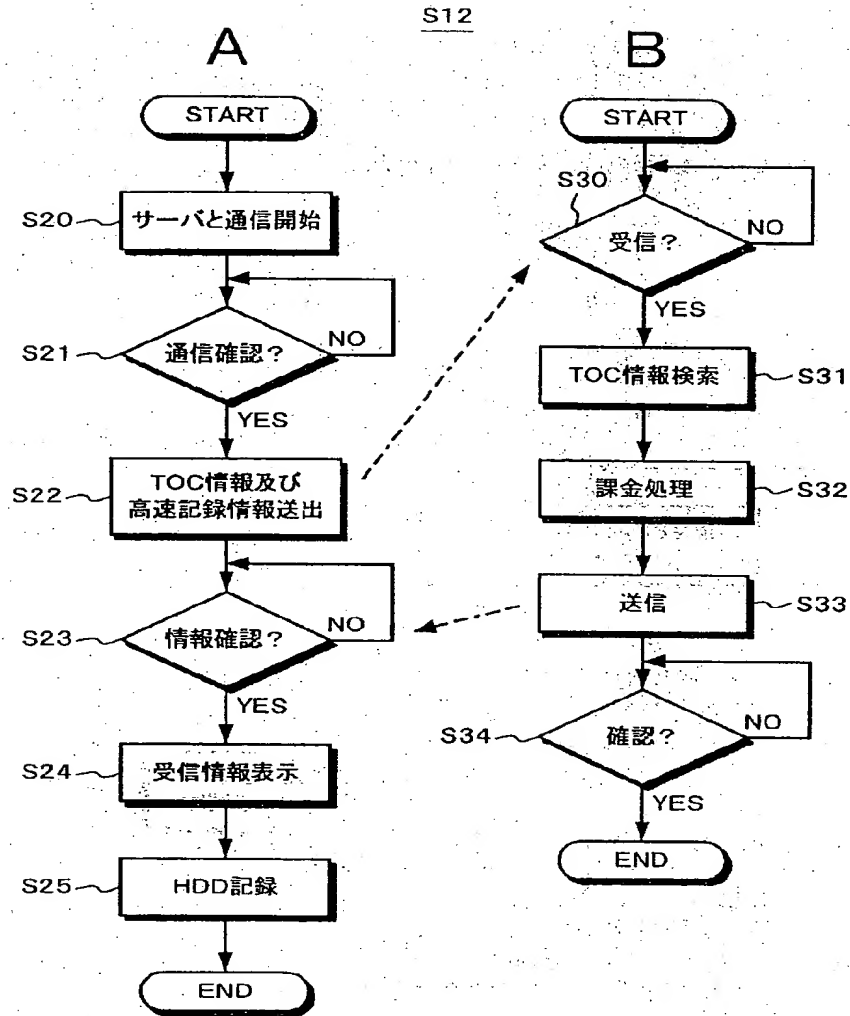 S12
A
START
S20
サーバと通信開始
S21
通信確認?
NO
YES
S22
TOC情報及び
高速記録情報送出
S23
情報確認?
NO
YES
S24
受信情報表示
S25
HDD記録
END
B
START
S30
受信?
NO
YES
TOC情報検索
S31
課金処理
S32
送信
S33
S34
確認?
NO
YES
END